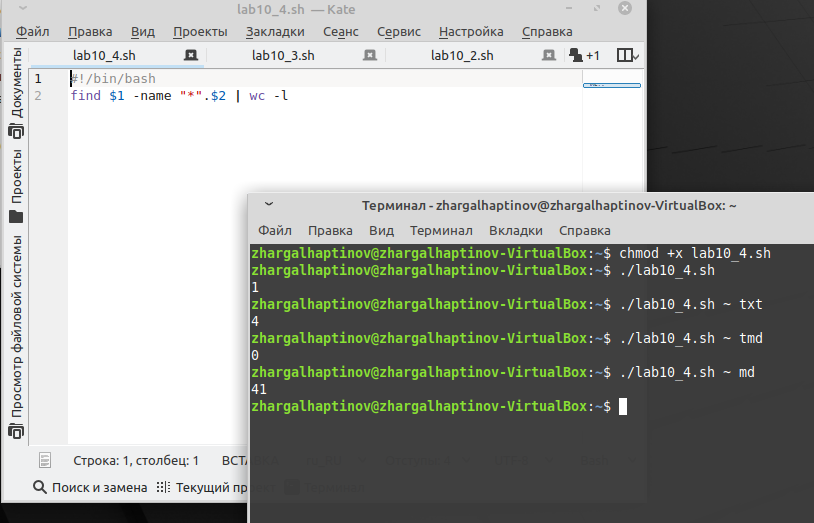 lab10_4.sh — Kate
Файл Правка Вид Проекты Закладки Сеанс Сервис Настройка Справка
lab10_4.sh lab10_3.sh lab10_2.sh +1
Документы
Проекты
Просмотр файловой системы
1 #!/bin/bash
2 find $1 -name "*".$2 | wc -l
Строка: 1, столбец: 1
Поиск и замена Текущий
Терминал - zhargalhaptinov@zhargalhaptinov-VirtualBox: ~
Файл Правка Вид Терминал Вкладки Справка
zhargalhaptinov@zhargalhaptinov-VirtualBox:~$ chmod +x lab10_4.sh
zhargalhaptinov@zhargalhaptinov-VirtualBox:~$ ./lab10_4.sh
1
zhargalhaptinov@zhargalhaptinov-VirtualBox:~$ ./lab10_4.sh ~ txt
4
zhargalhaptinov@zhargalhaptinov-VirtualBox:~$ ./lab10_4.sh ~ tmd
0
zhargalhaptinov@zhargalhaptinov-VirtualBox:~$ ./lab10_4.sh ~ md
41
zhargalhaptinov@zhargalhaptinov-VirtualBox:~$